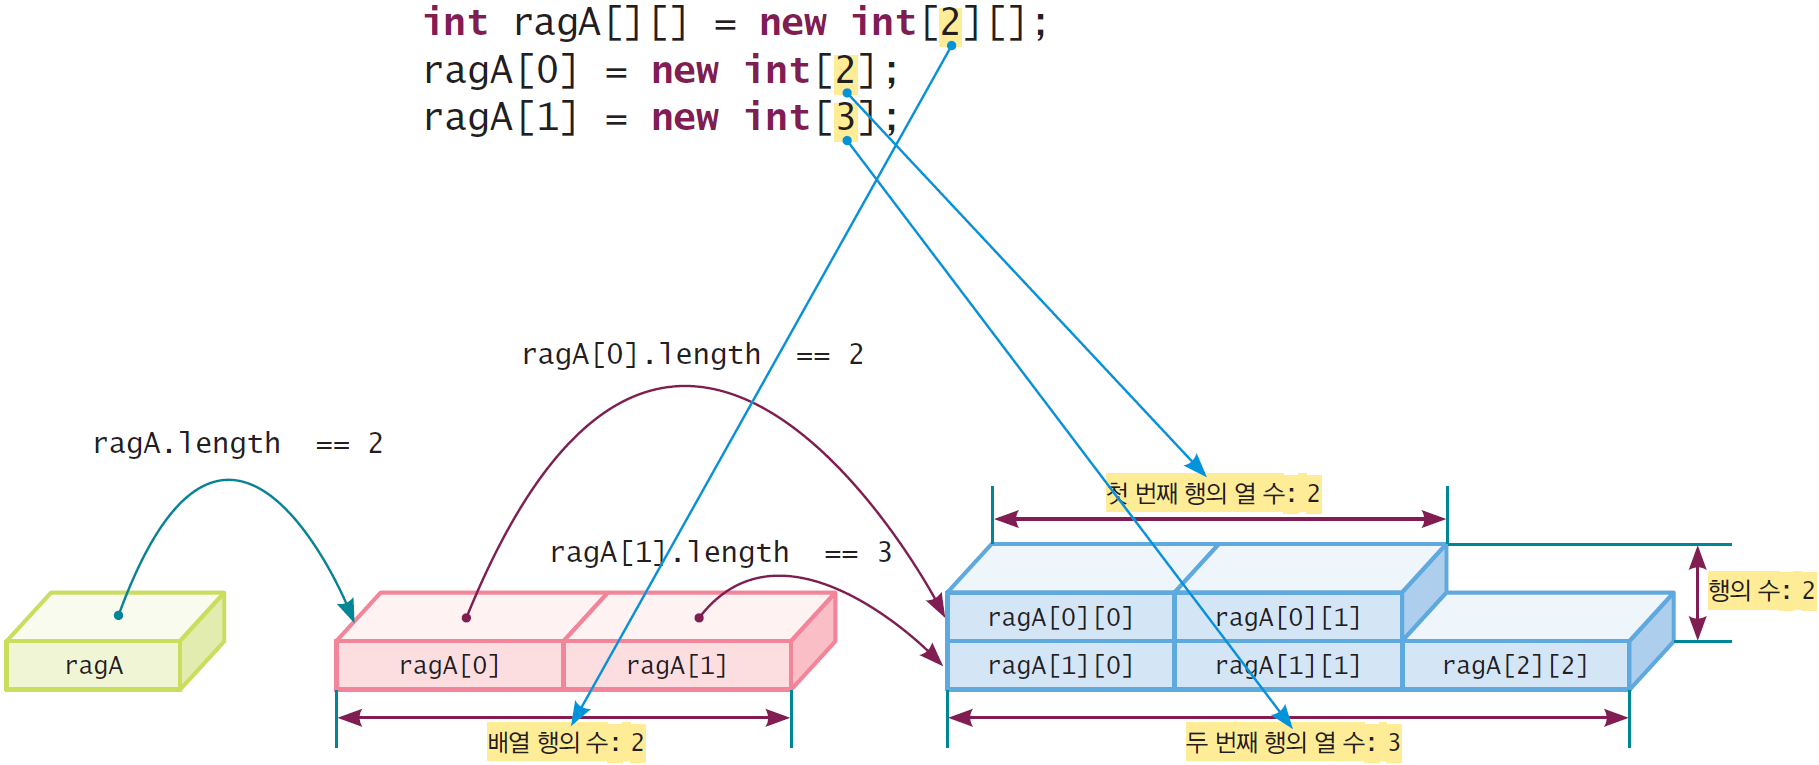 int ragA[][] = new int[2][];
ragA[0] = new int[2];
ragA[1] = new int[3];
ragA[0].length == 2
ragA.length == 2
첫 번째 행의 열 수: 2
ragA[1].length == 3
행의 수: 2
ragA[0][0] ragA[0][1]
ragA ragA[0] ragA[1] ragA[1][0] ragA[1][1] ragA[2][2]
배열 행의 수: 2
두 번째 행의 열 수: 3